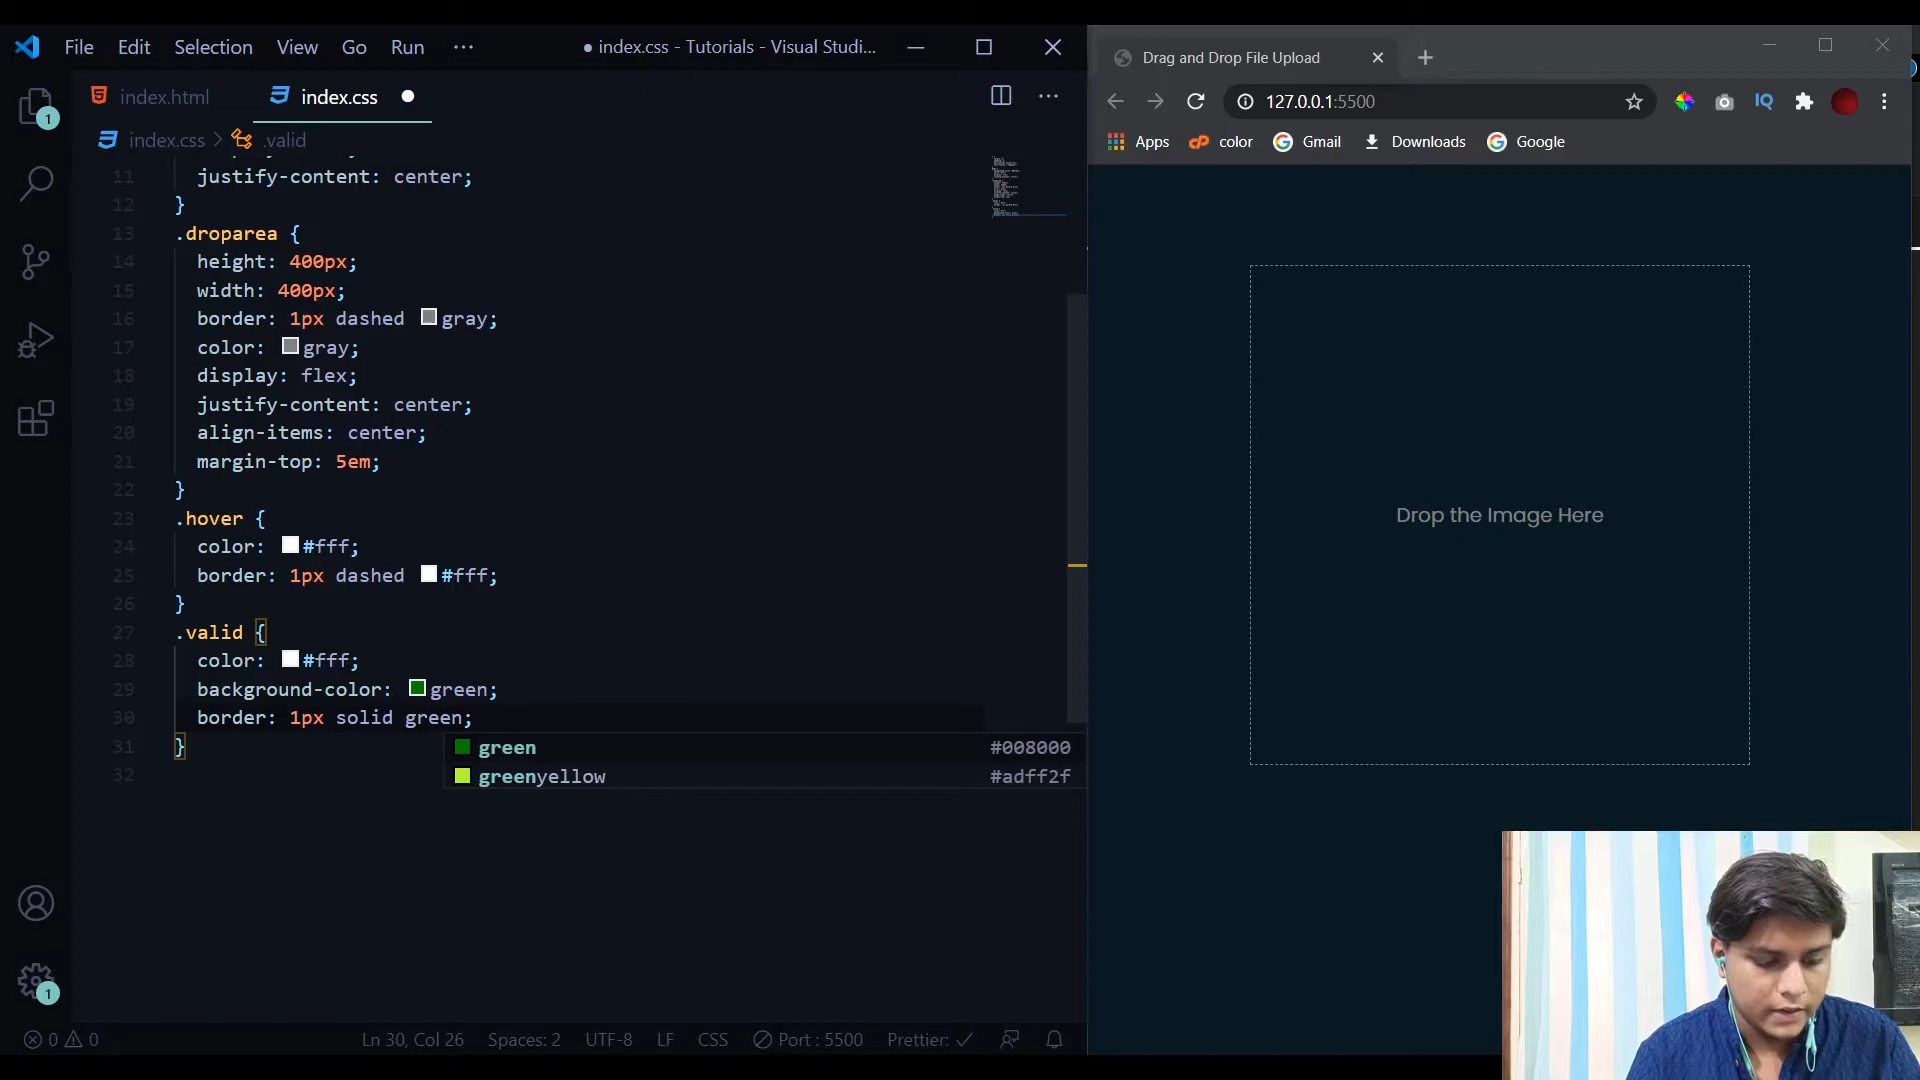 File Edit Selection View Go Run ···
● index.css - Tutorials - Visual Studi...
index.html
index.css
index.css > .valid
11 justify-content: center;
12 }
13 .droparea {
14 height: 400px;
15 width: 400px;
16 border: 1px dashed gray;
17 color: gray;
18 display: flex;
19 justify-content: center;
20 align-items: center;
21 margin-top: 5em;
22 }
23 .hover {
24 color: #fff;
25 border: 1px dashed #fff;
26 }
27 .valid {
28 color: #fff;
29 background-color: green;
30 border: 1px solid green;
31 }
green #008000
32
greenyellow #adff2f
1
1
0 0
Ln 30, Col 26 Spaces: 2 UTF-8 LF CSS Port : 5500 Prettier: ✓
Drag and Drop File Upload
127.0.0.1:5500
IQ
Apps cp color Gmail Downloads Google
Drop the Image Here